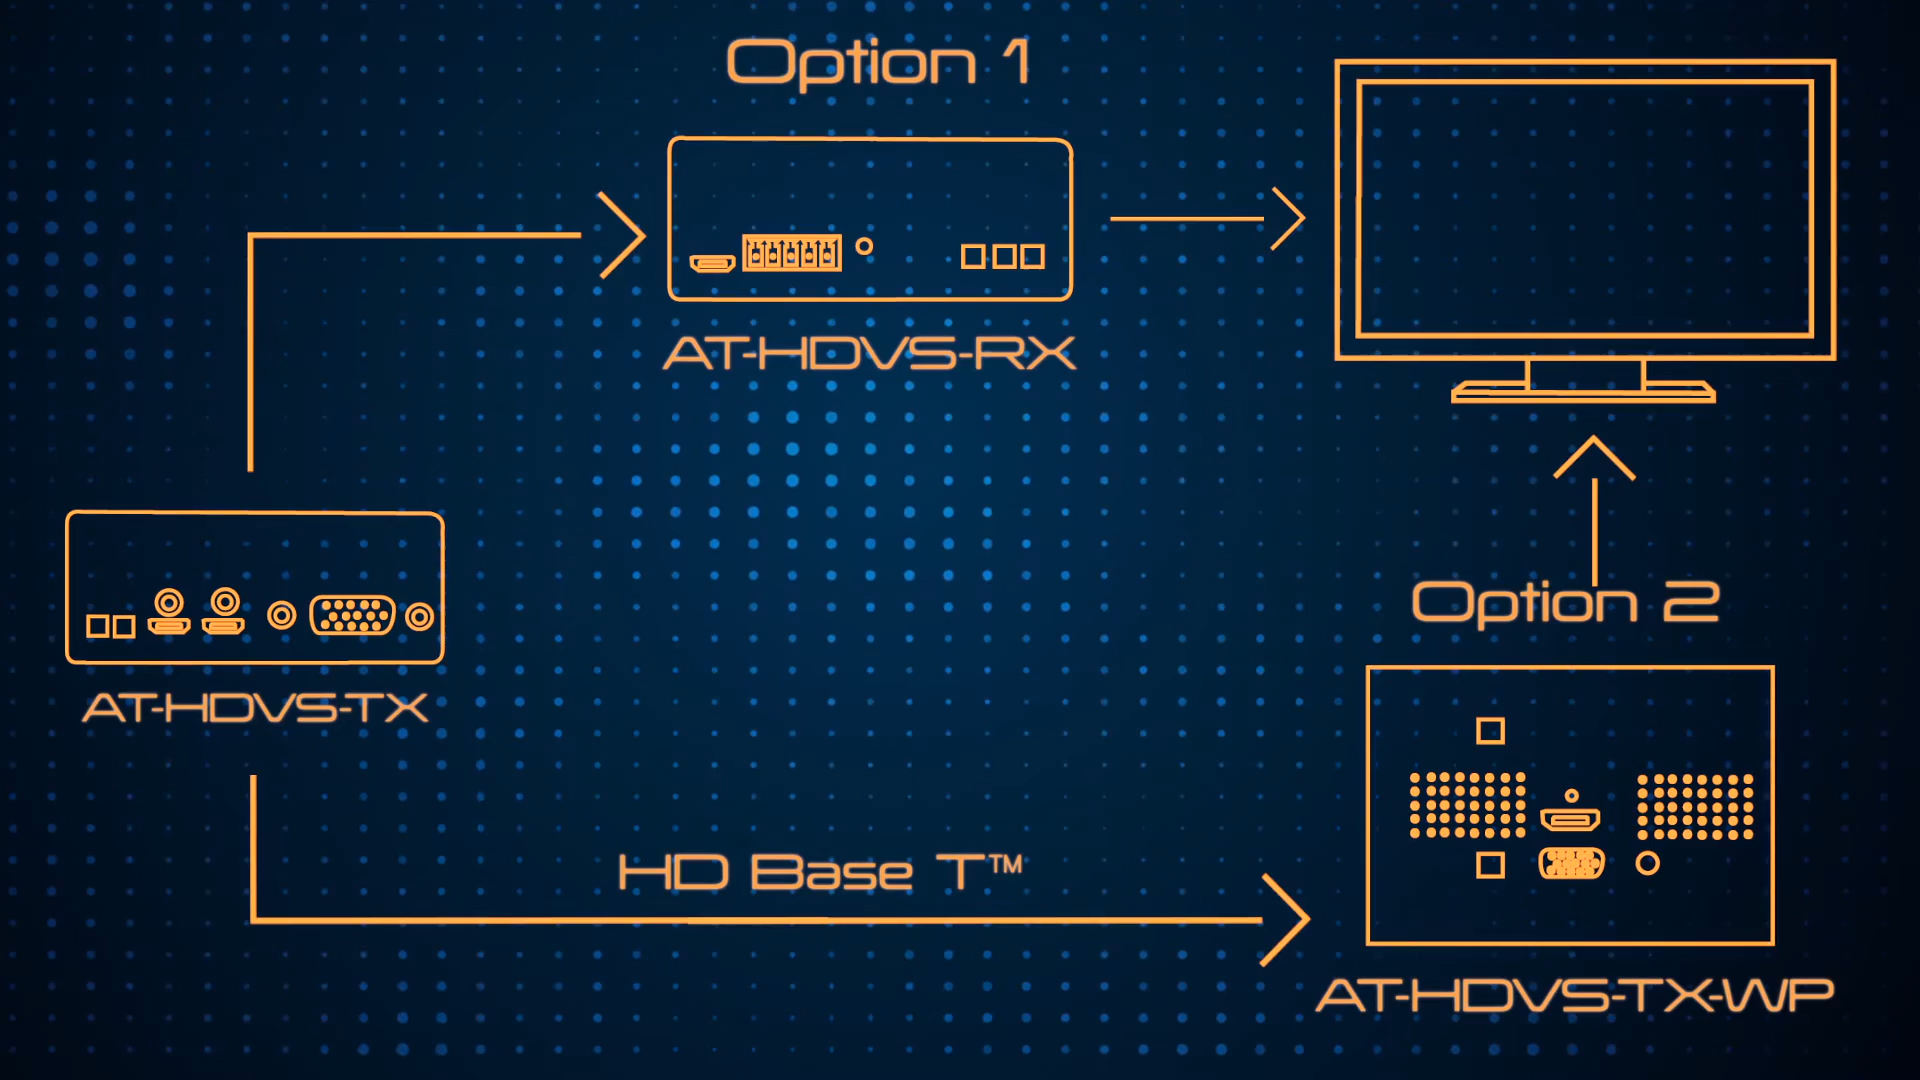 Option 1
AT-HDVS-RX
AT-HDVS-TX
Option 2
HD Base T™
AT-HDVS-TX-WP